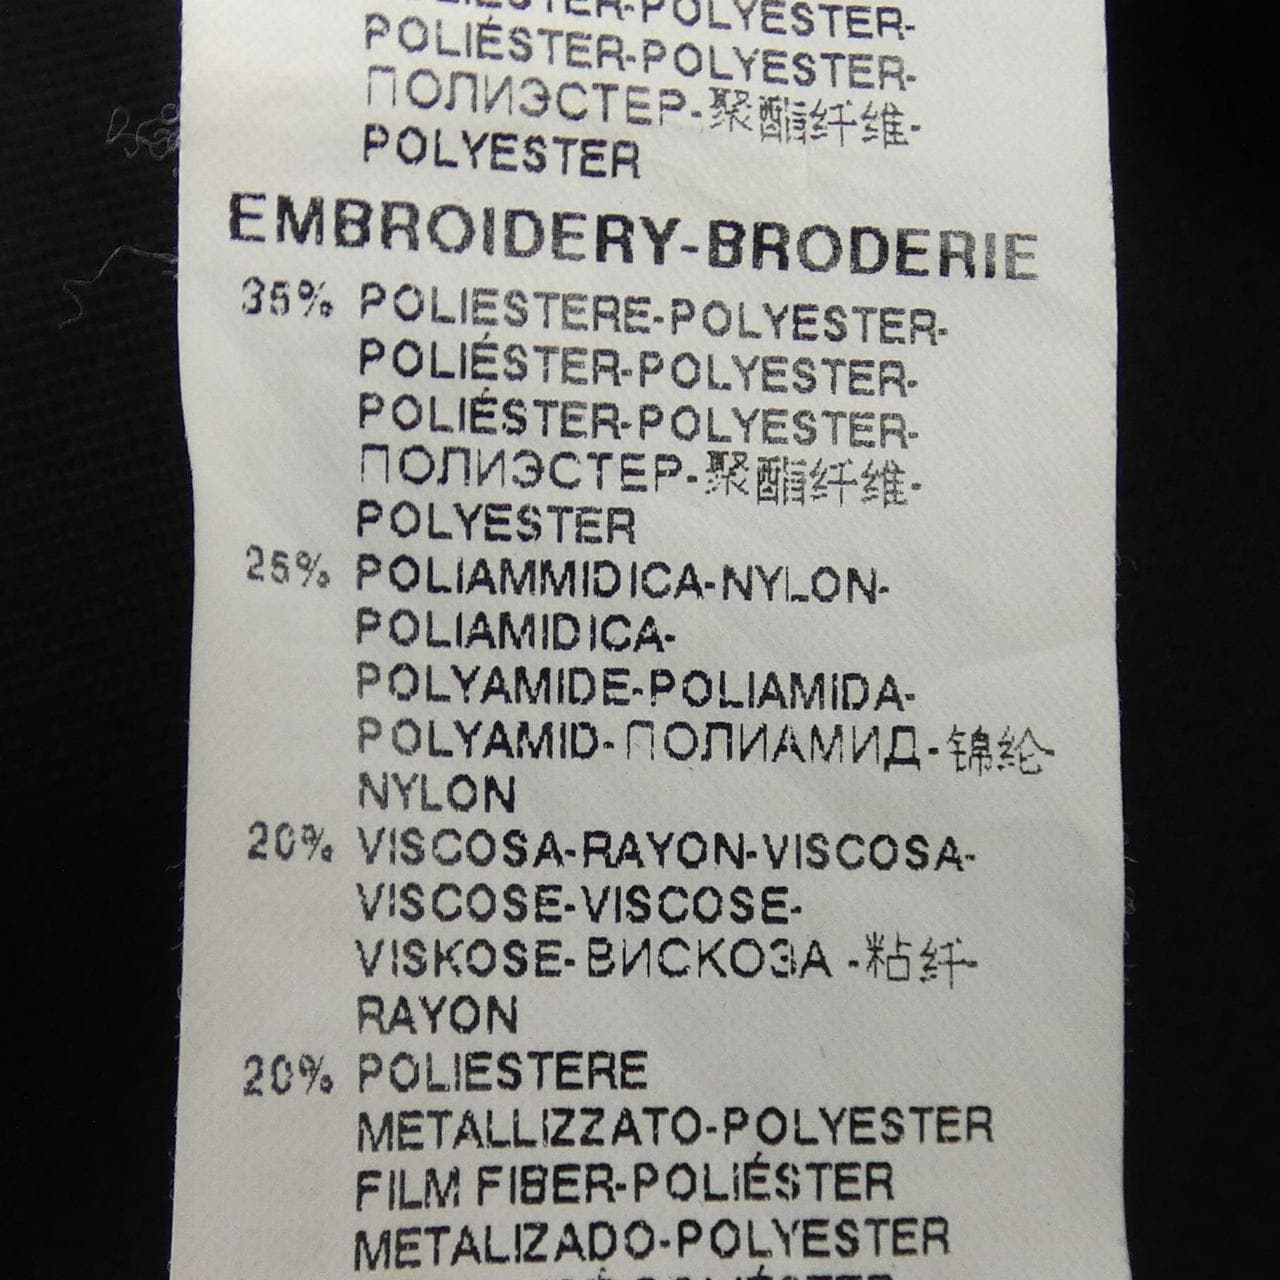 POLIÉSTER-POLYESTER-
POLIÉSTER-POLYESTER-
ПОЛИЭСТЕР-聚酯纤维-
POLYESTER
EMBROIDERY-BRODERIE
35% POLIESTERE-POLYESTER-
POLIÉSTER-POLYESTER-
POLIÉSTER-POLYESTER-
ПОЛИЭСТЕР-聚酯纤维-
POLYESTER
25% POLIAMMIDICA-NYLON-
POLIAMIDICA-
POLYAMIDE-POLIAMIDA-
POLYAMID-ПОЛИАМИД-锦纶-
NYLON
20% VISCOSA-RAYON-VISCOSA-
VISCOSE-VISCOSE-
VISKOSE-ВИСКОЗА -粘纤-
RAYON
20% POLIESTERE
METALLIZZATO-POLYESTER
FILM FIBER-POLIÉSTER
METALIZADO-POLYESTER